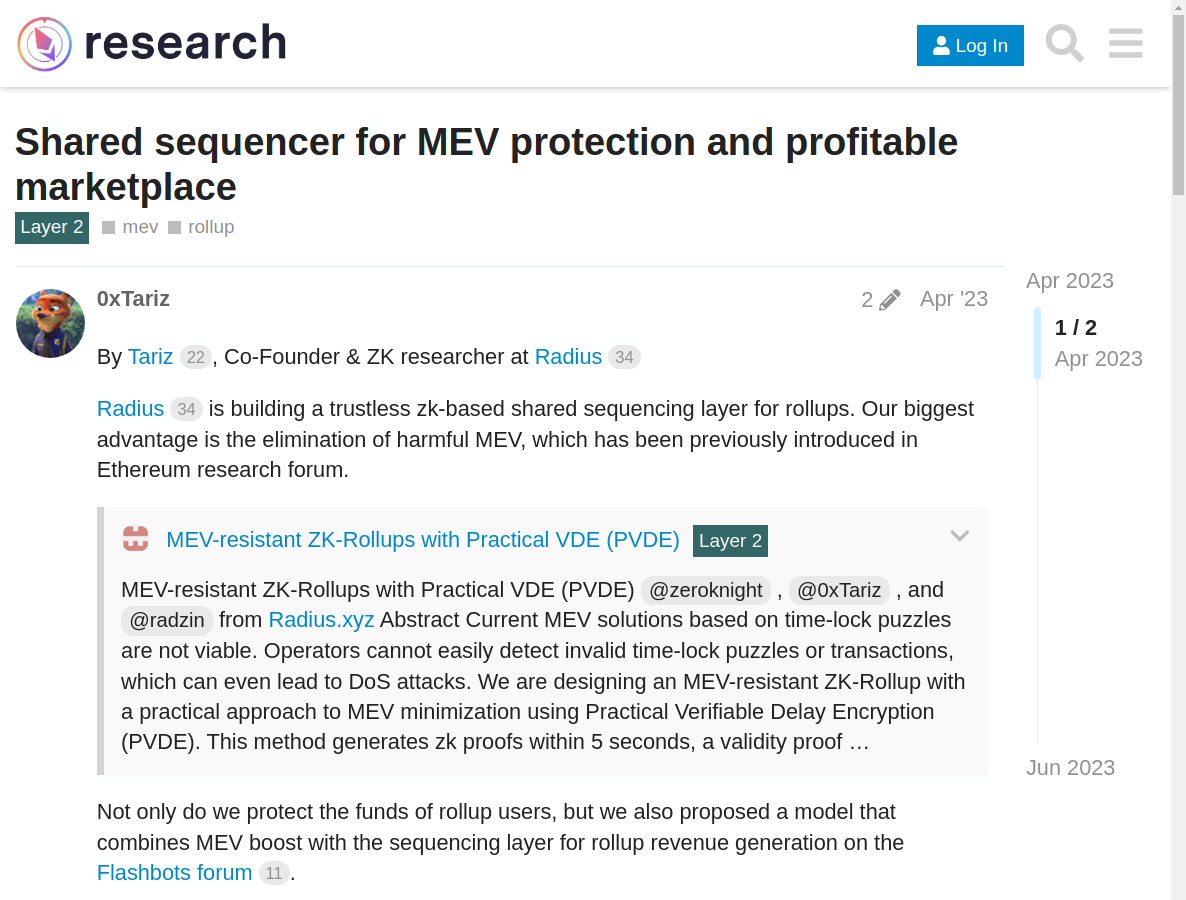 research
Log In
Shared sequencer for MEV protection and profitable
marketplace
Layer 2 mev rollup
0xTariz 2 Apr '23
Apr 2023
1 / 2
Apr 2023
By Tariz 22, Co-Founder & ZK researcher at Radius 34
Radius 34 is building a trustless zk-based shared sequencing layer for rollups. Our biggest
advantage is the elimination of harmful MEV, which has been previously introduced in
Ethereum research forum.
MEV-resistant ZK-Rollups with Practical VDE (PVDE) Layer 2
MEV-resistant ZK-Rollups with Practical VDE (PVDE) @zeroknight , @0xTariz , and
@radzin from Radius.xyz Abstract Current MEV solutions based on time-lock puzzles
are not viable. Operators cannot easily detect invalid time-lock puzzles or transactions,
which can even lead to DoS attacks. We are designing an MEV-resistant ZK-Rollup with
a practical approach to MEV minimization using Practical Verifiable Delay Encryption
(PVDE). This method generates zk proofs within 5 seconds, a validity proof …
Jun 2023
Not only do we protect the funds of rollup users, but we also proposed a model that
combines MEV boost with the sequencing layer for rollup revenue generation on the
Flashbots forum 11.